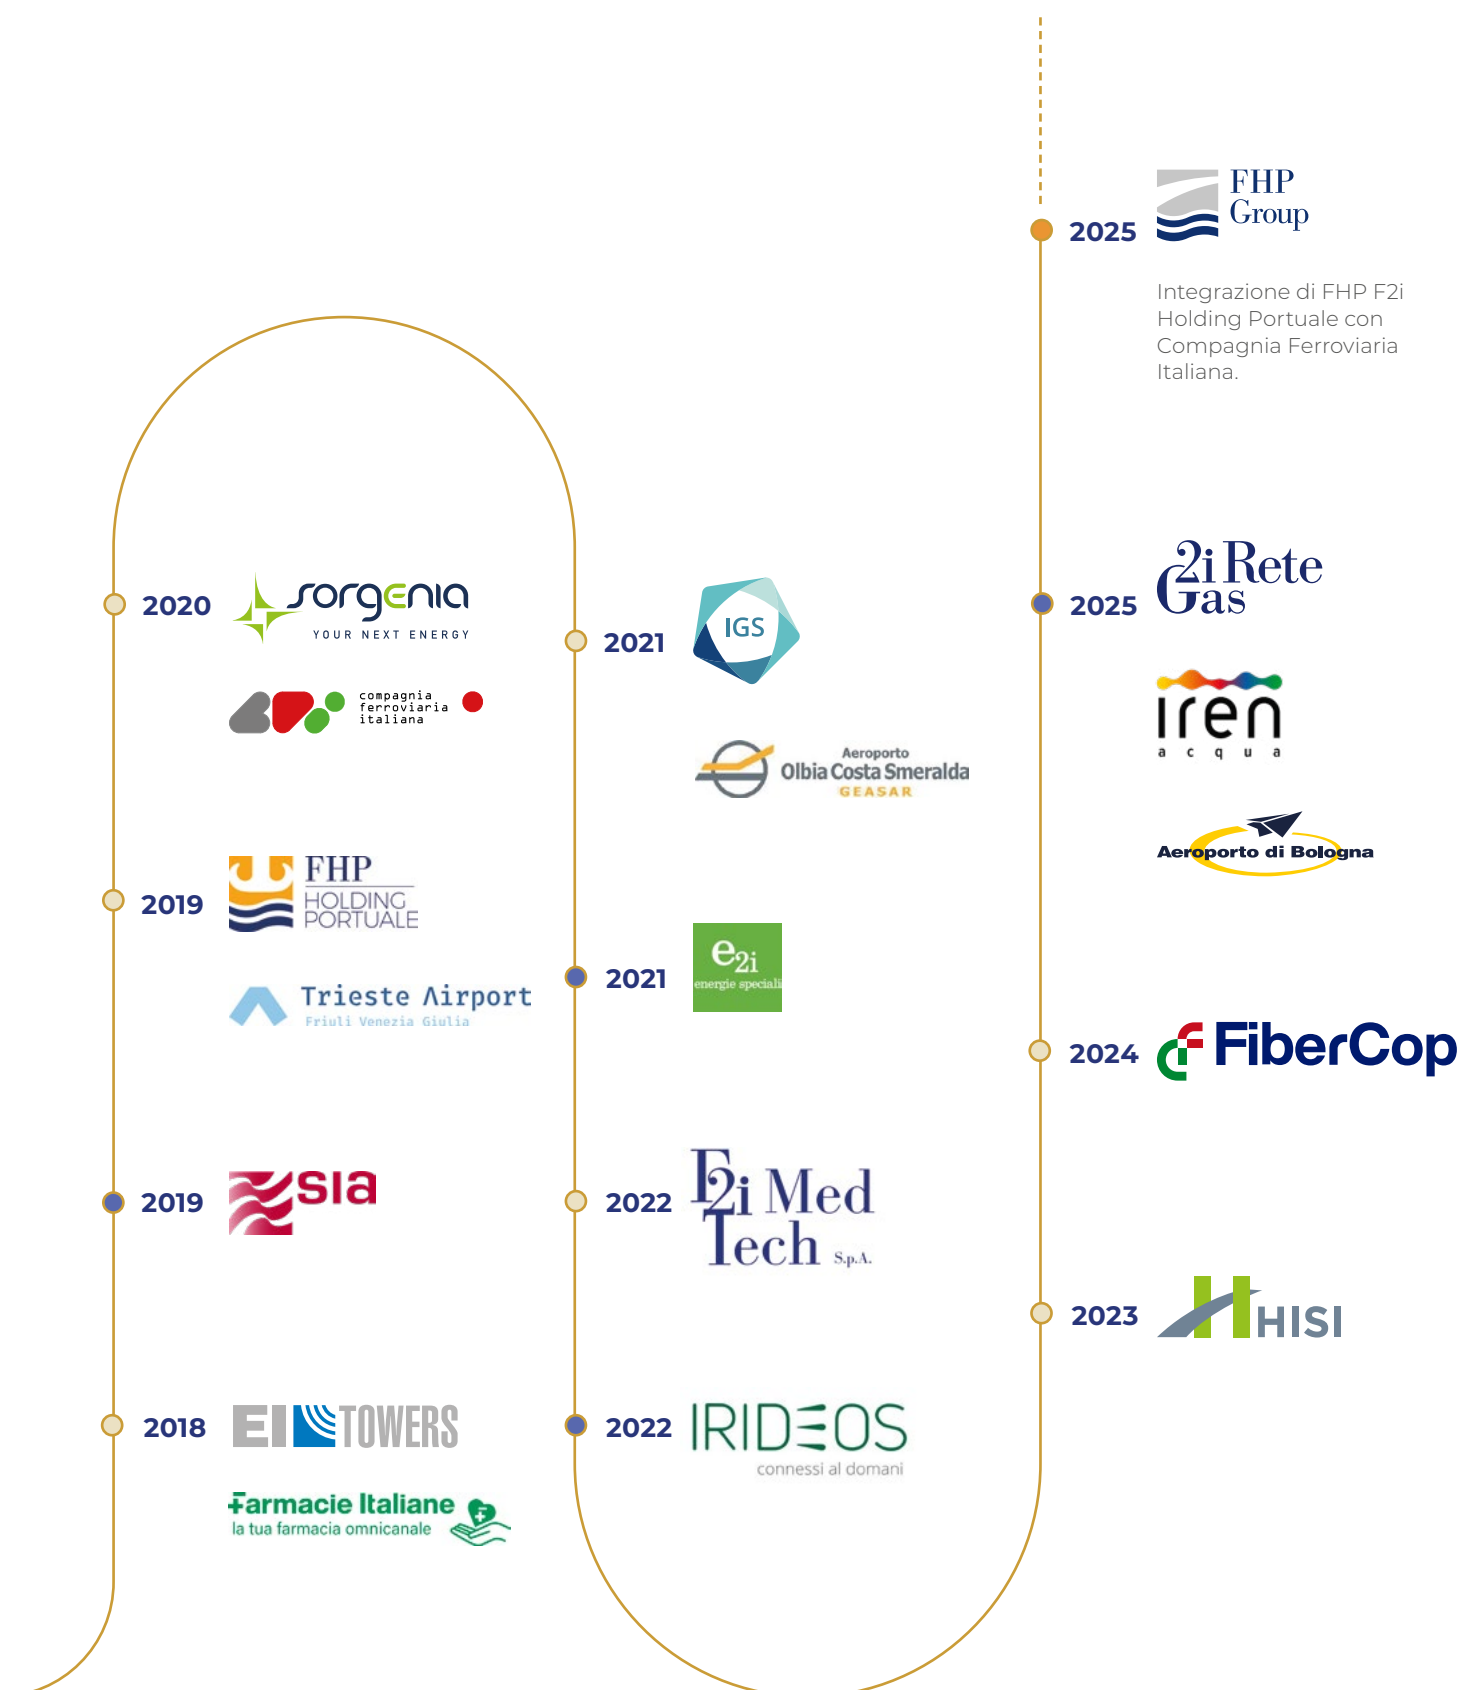 2025
FHP
Group
Integrazione di FHP F2i
Holding Portuale con
Compagnia Ferroviaria
Italiana.
2020
sorgenia
YOUR NEXT ENERGY
compagnia
ferroviaria
italiana
2019
FHP
HOLDING
PORTUALE
Trieste Airport
Friuli Venezia Giulia
2019
sia
2018
EI TOWERS
Farmacie Italiane
la tua farmacia omnicanale
2021
IGS
Aeroporto
Olbia Costa Smeralda
GEASAR
2021
e2i
energie speciali
2022
F2i Med
Tech S.p.A.
2022
IRIDEOS
connessi al domani
2025
2i Rete
Gas
iren
acqua
Aeroporto di Bologna
2024
FiberCop
2023
HISI